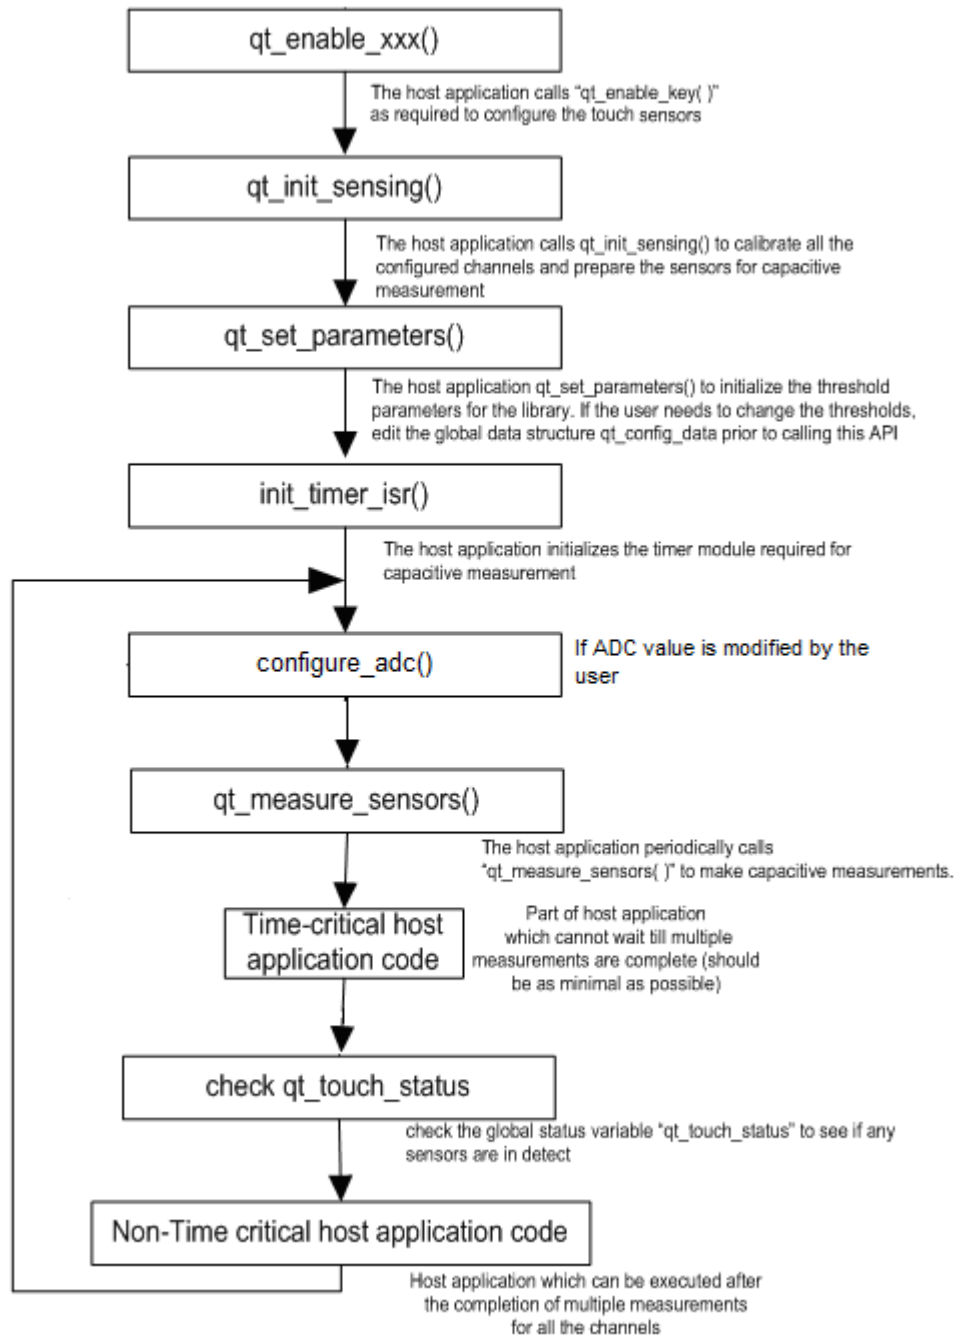 qt_enable_xxx()
The host application calls “qt_enable_key( )”
as required to configure the touch sensors
qt_init_sensing()
The host application calls qt_init_sensing() to calibrate all the
configured channels and prepare the sensors for capacitive
measurement
qt_set_parameters()
The host application qt_set_parameters() to initialize the threshold
parameters for the library. If the user needs to change the thresholds,
edit the global data structure qt_config_data prior to calling this API
init_timer_isr()
The host application initializes the timer module required for
capacitive measurement
configure_adc()
If ADC value is modified by the
user
qt_measure_sensors()
The host application periodically calls
“qt_measure_sensors( )” to make capacitive measurements.
Time-critical host
application code
Part of host application
which cannot wait till multiple
measurements are complete (should
be as minimal as possible)
check qt_touch_status
check the global status variable “qt_touch_status” to see if any
sensors are in detect
Non-Time critical host application code
Host application which can be executed after
the completion of multiple measurements
for all the channels